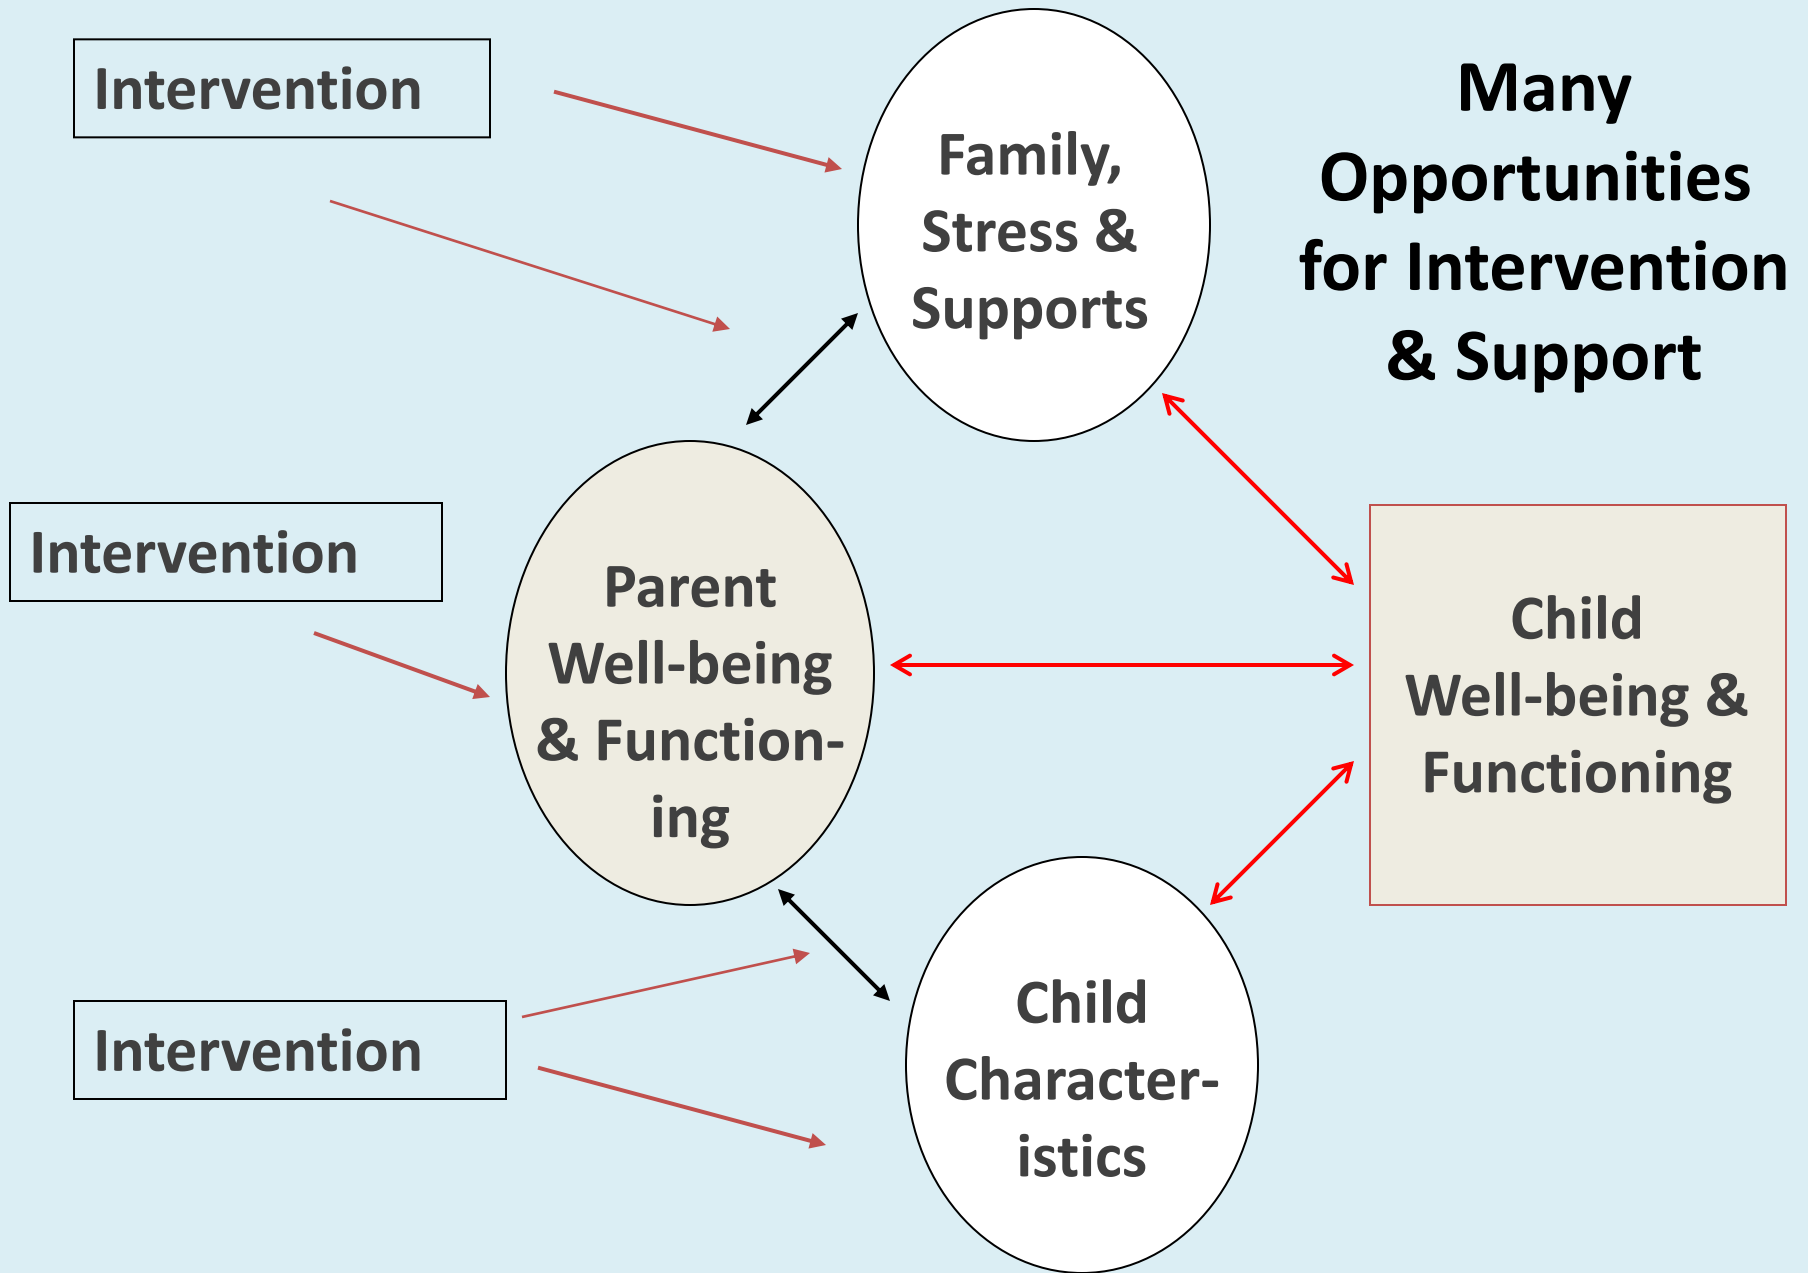 Intervention
Family,
Stress &
Supports
Many
Opportunities
for Intervention
& Support
Intervention
Parent
Well-being
& Function-
ing
Child
Well-being &
Functioning
Intervention
Child
Character-
istics